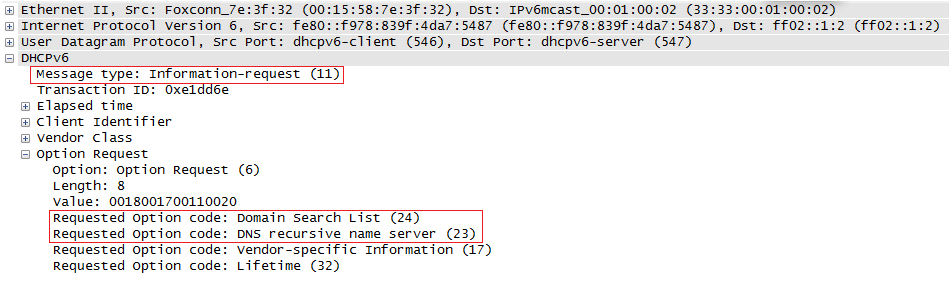 Ethernet II, Src: Foxconn_7e:3f:32 (00:15:58:7e:3f:32), Dst: IPv6mcast_00:01:00:02 (33:33:00:01:00:02)
Internet Protocol Version 6, Src: fe80::f978:839f:4da7:5487 (fe80::f978:839f:4da7:5487), Dst: ff02::1:2 (ff02::1:2)
User Datagram Protocol, Src Port: dhcpv6-client (546), Dst Port: dhcpv6-server (547)
DHCPv6
Message type: Information-request (11)
Transaction ID: 0xe1dd6e
Elapsed time
Client Identifier
Vendor Class
Option Request
Option: Option Request (6)
Length: 8
Value: 0018001700110020
Requested Option code: Domain Search List (24)
Requested Option code: DNS recursive name server (23)
Requested Option code: Vendor-specific Information (17)
Requested Option code: Lifetime (32)